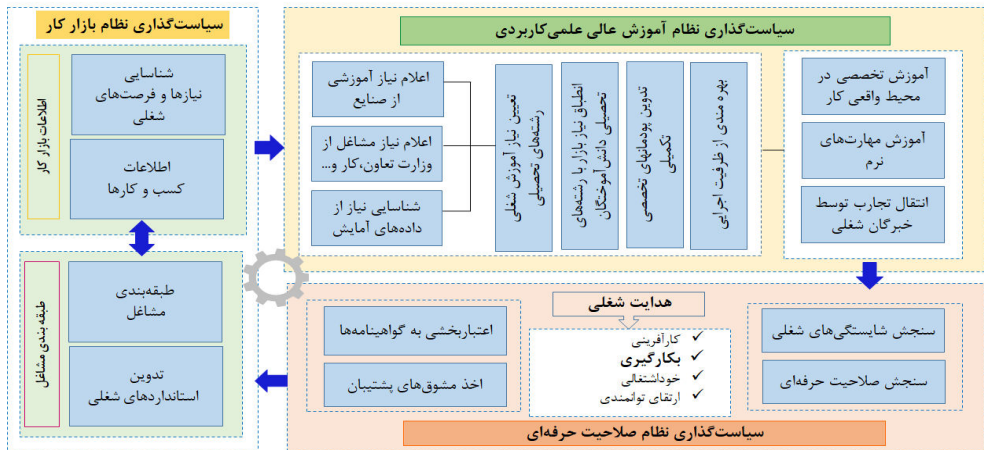 سیاست‌گذاری نظام بازار کار
اطلاعات بازار کار
شناسایی
نیازها و فرصت‌های
شغلی
اطلاعات
کسب و کارها
طبقه‌بندی مشاغل
طبقه‌بندی
مشاغل
تدوین
استانداردهای شغلی
سیاست‌گذاری نظام آموزش عالی علمی‌کاربردی
اعلام نیاز آموزشی
از صنایع
اعلام نیاز مشاغل از
وزارت تعاون،کار و...
شناسایی نیاز از
داده‌های آمایش
تعیین نیاز آموزش شغلی
رشته‌های تحصیلی
انطباق نیاز بازار با رشته‌های
تحصیلی دانش‌آموختگان
تدوین پودمانهای تخصصی
تکمیلی
بهره مندی از ظرفیت اجرایی
آموزش تخصصی در
محیط واقعی کار
آموزش مهارت‌های
نرم
انتقال تجارب توسط
خبرگان شغلی
سنجش شایستگی‌های شغلی
سنجش صلاحیت حرفه‌ای
هدایت شغلی
✓ کارآفرینی
✓ بکارگیری
✓ خوداشتغالی
✓ ارتقای توانمندی
اعتباربخشی به گواهینامه‌ها
اخذ مشوق‌های پشتیبان
سیاست‌گذاری نظام صلاحیت حرفه‌ای